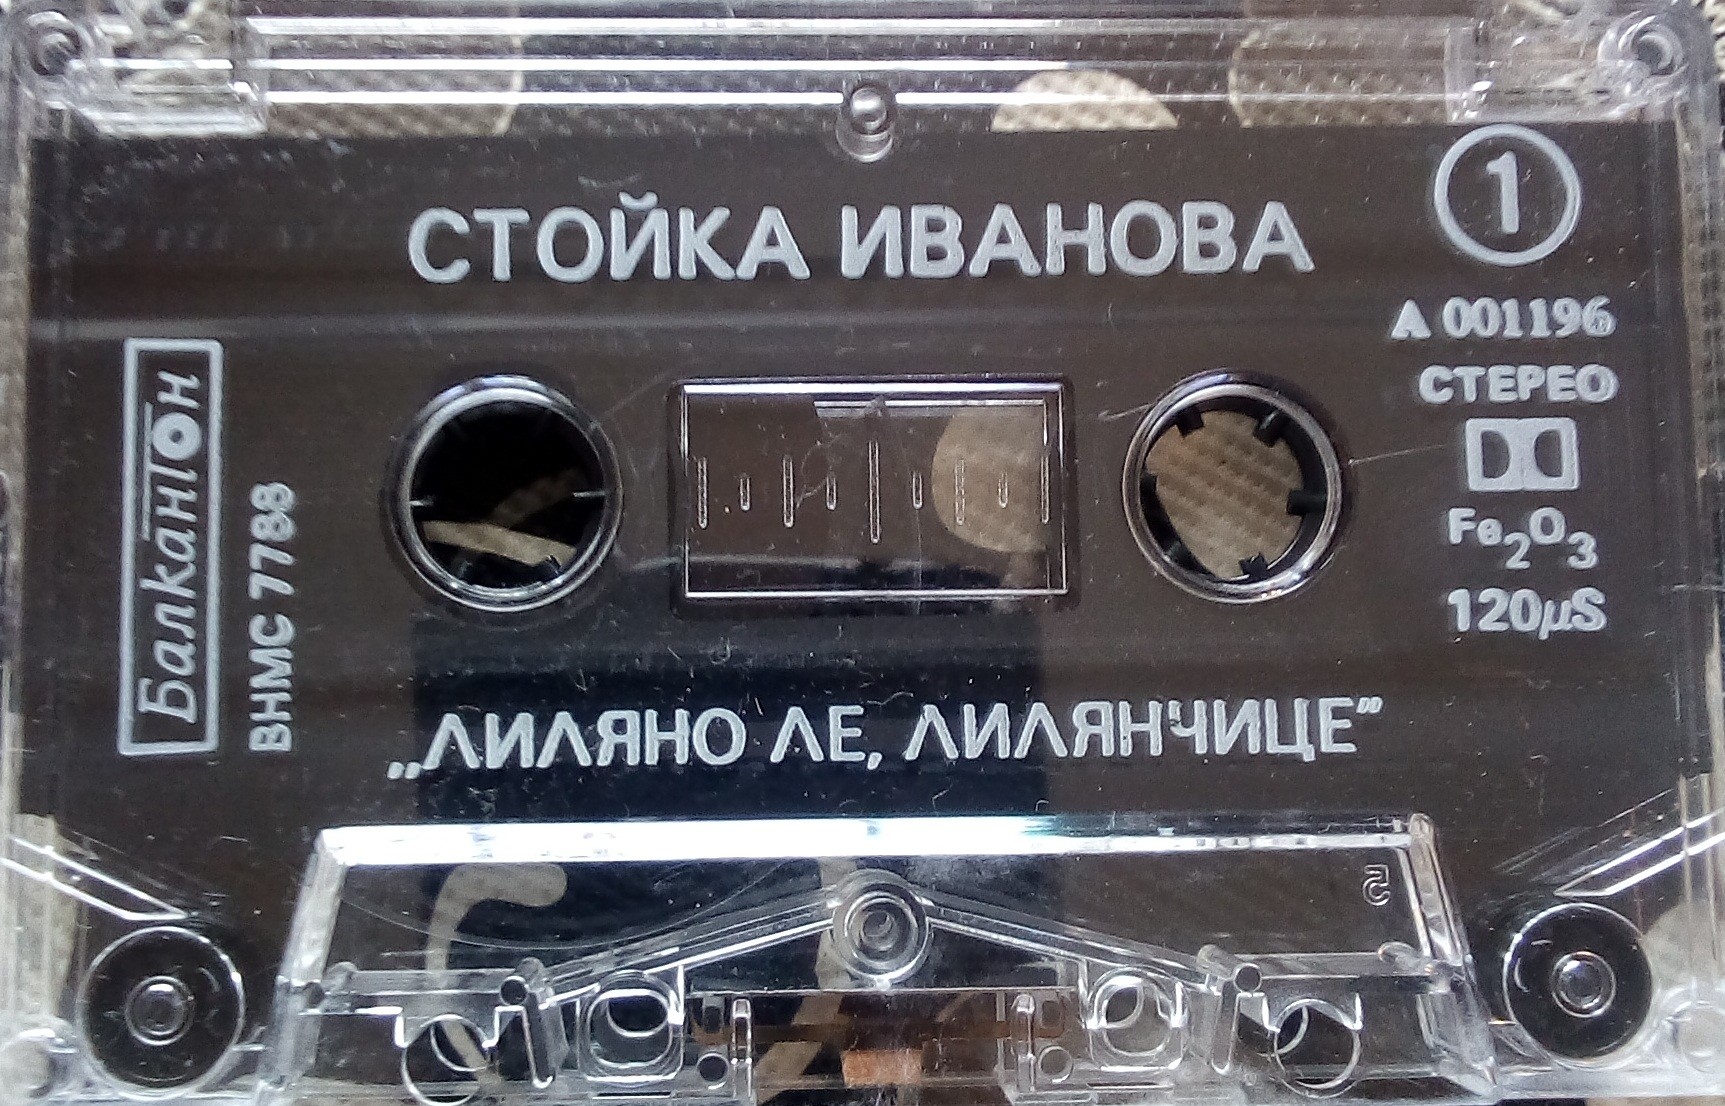 СТОЙКА ИВАНОВА
1
А 001196
СТЕРЕО
Fe2O3
120µS
Балкантон
ВНМС 7788
„ЛИЛЯНО ЛЕ, ЛИЛЯНЧИЦЕ”